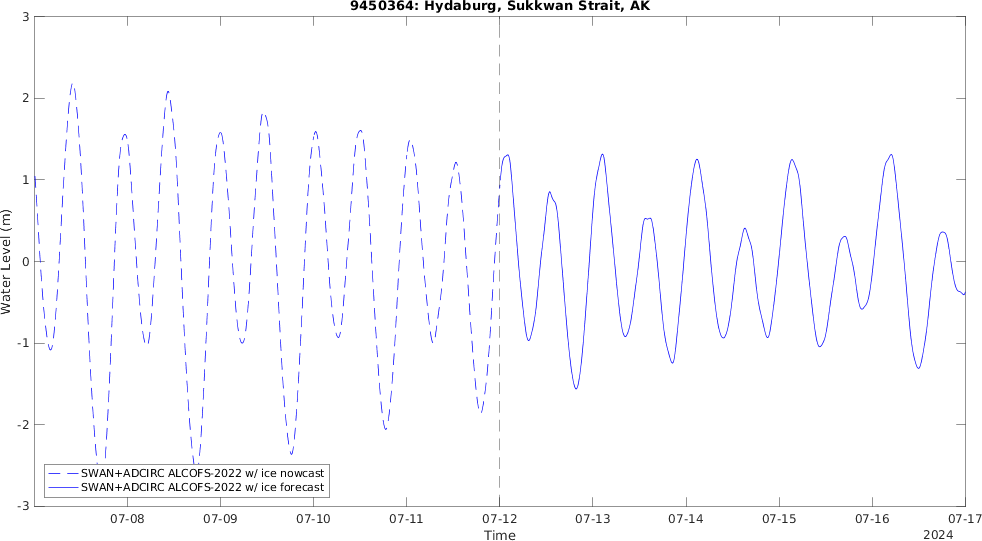 9450364: Hydaburg, Sukkwan Strait, AK
3
2
1
0
-1
-2
-3
Water Level (m)
SWAN+ADCIRC ALCOFS-2022 w/ ice nowcast
SWAN+ADCIRC ALCOFS-2022 w/ ice forecast
07-08 07-09 07-10 07-11 07-12 07-13 07-14 07-15 07-16 07-17
Time
2024